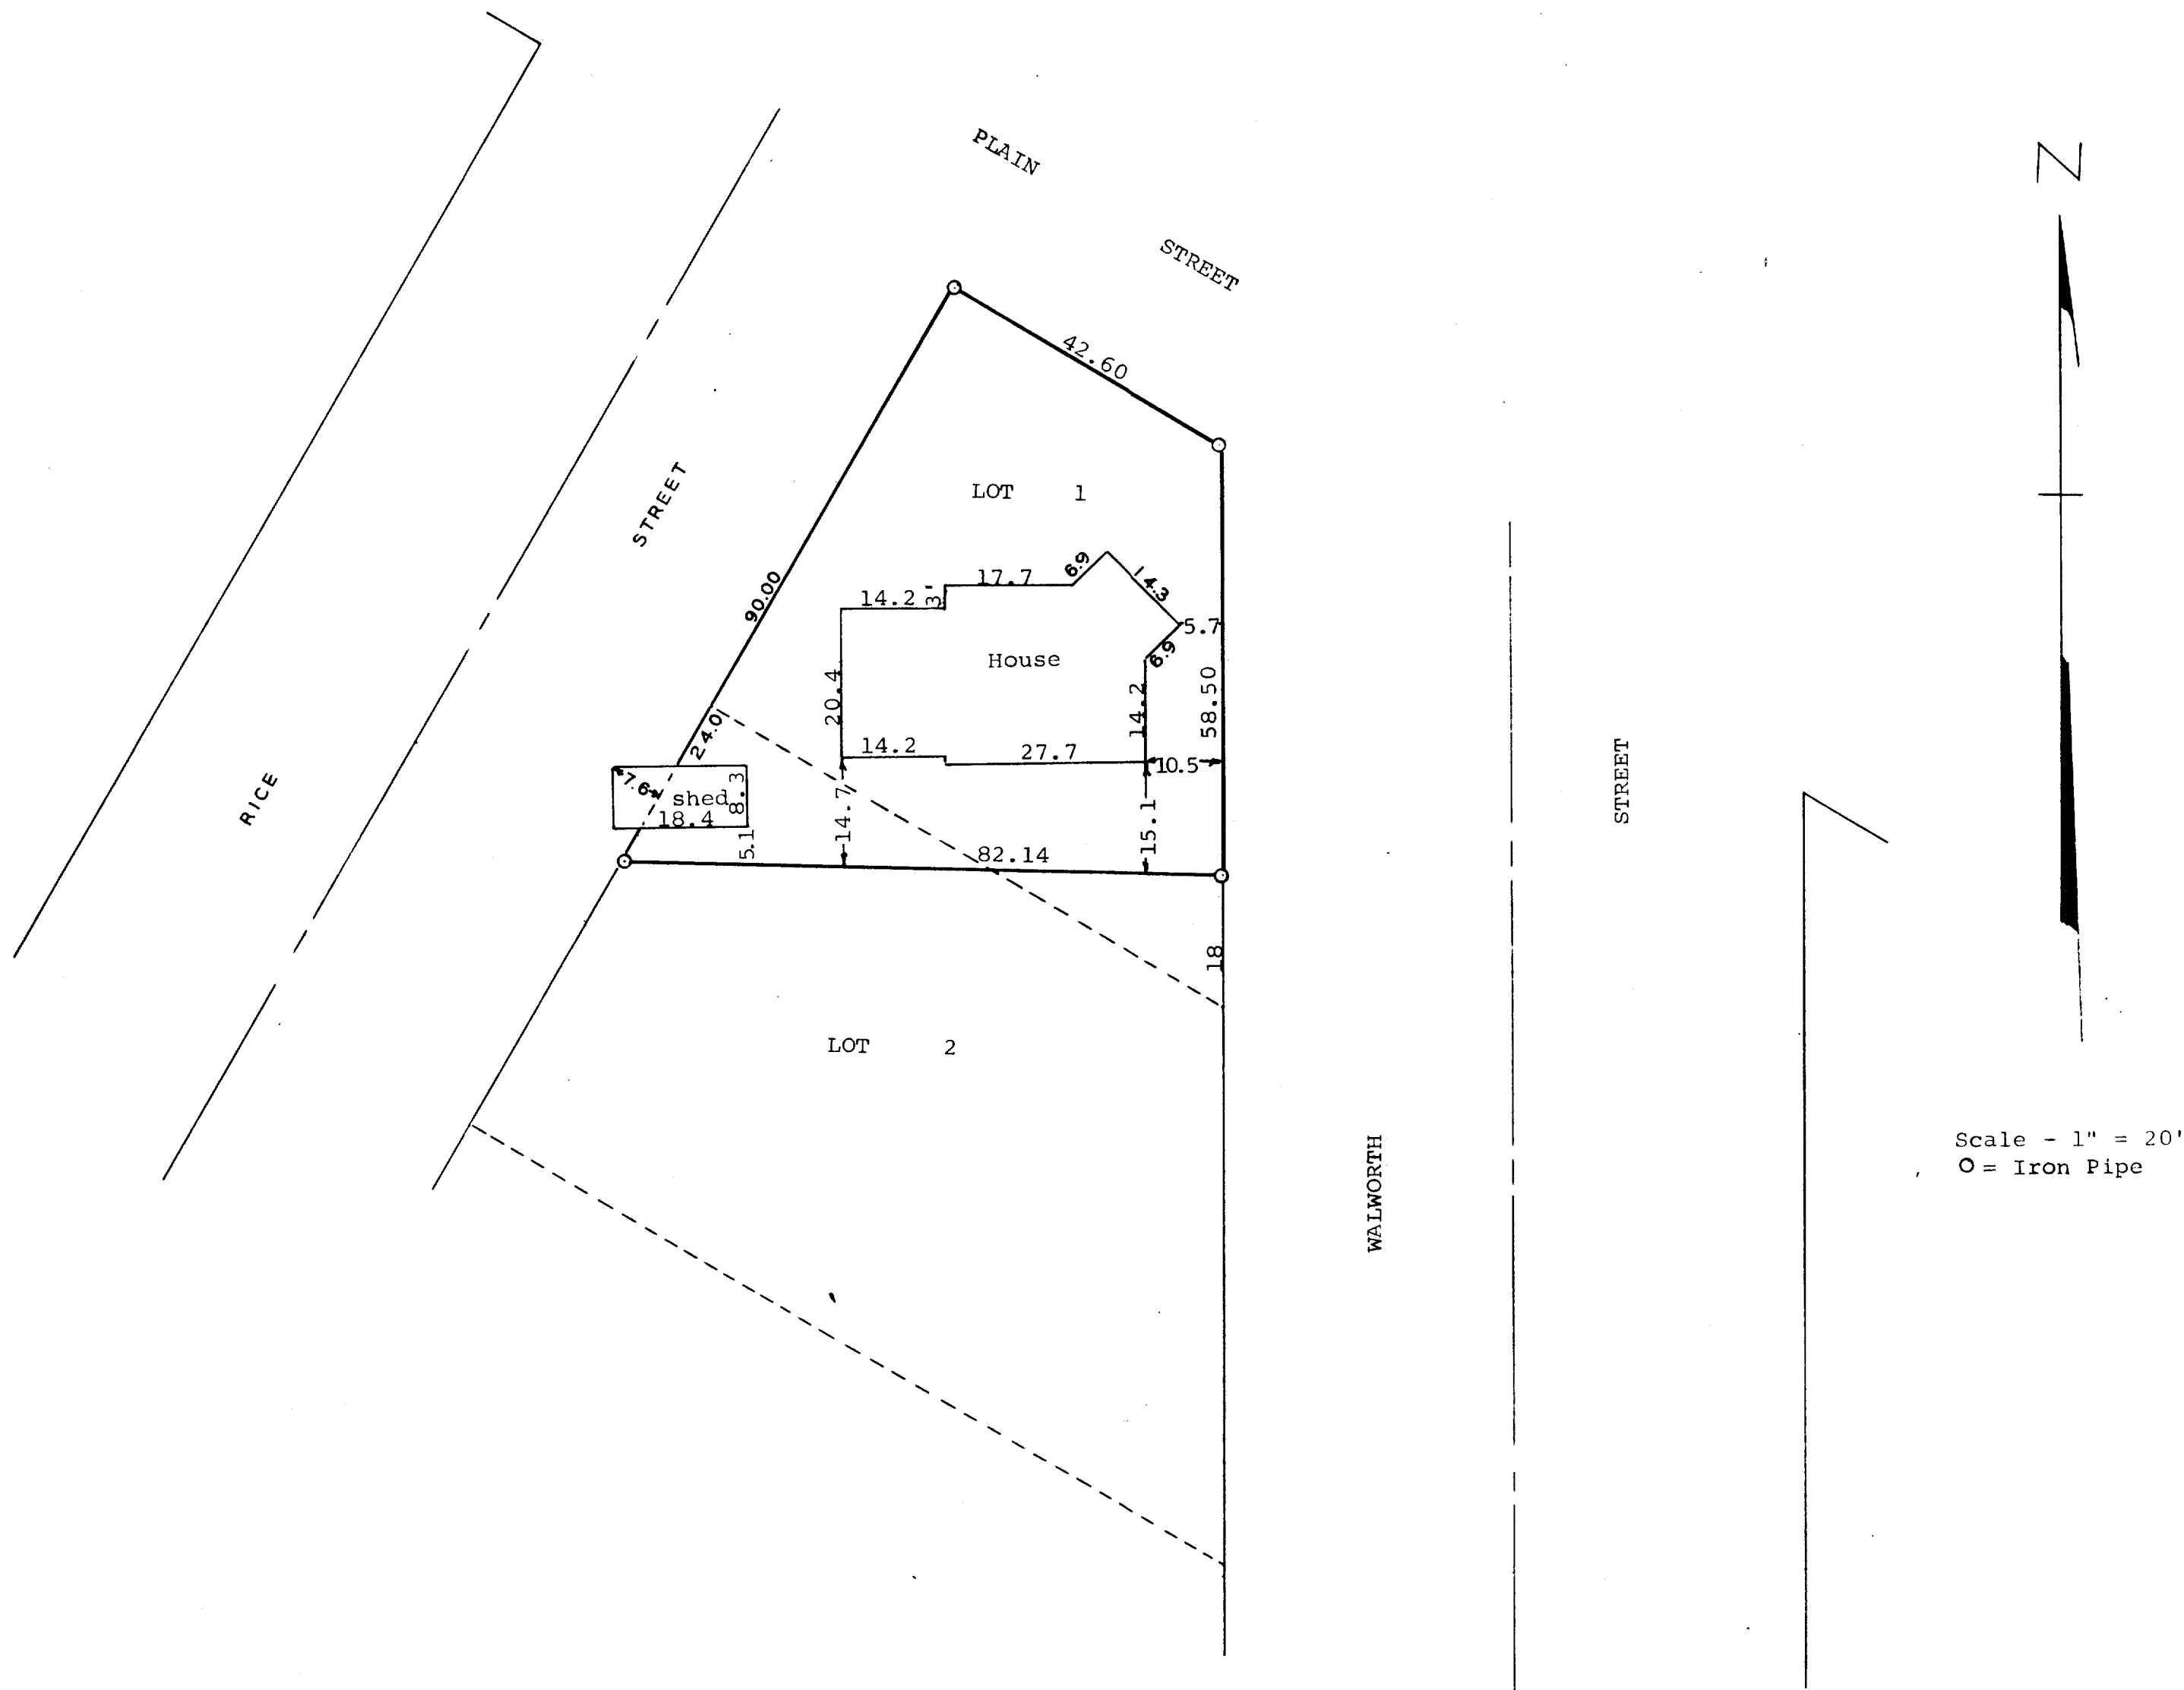 PLAIN
STREET
42.60
LOT 1
STREET
90.00
6.9
17.7
14.3
14.2
3'
5.7
6.9
House
20.4
14.2
58.50
24.0
14.2
27.7
10.5
7.6
shed
8.3
18.4
14.7
15.1
5.1
82.14
RICE
STREET
18
LOT 2
WALWORTH
N
Scale - 1" = 20'
O = Iron Pipe